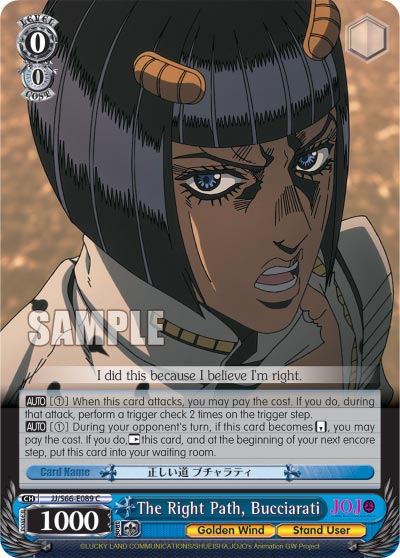 LEVEL
0
0
COST
SAMPLE
I did this because I believe I'm right.
AUTO [①] When this card attacks, you may pay the cost. If you do, during
that attack, perform a trigger check 2 times on the trigger step.
AUTO [①] During your opponent's turn, if this card becomes [▼], you may
pay the cost. If you do, [▶] this card, and at the beginning of your next encore
step, put this card into your waiting room.
Card Name 正しい道 ブチャラティ
CH JJ/S66-E089 C
The Right Path, Bucciarati JOJO
POWER 1000 SOUL
Golden Wind Stand User
©LUCKY LAND COMMUNICATIONS/SHUEISHA,JOJO's Animation GW Project